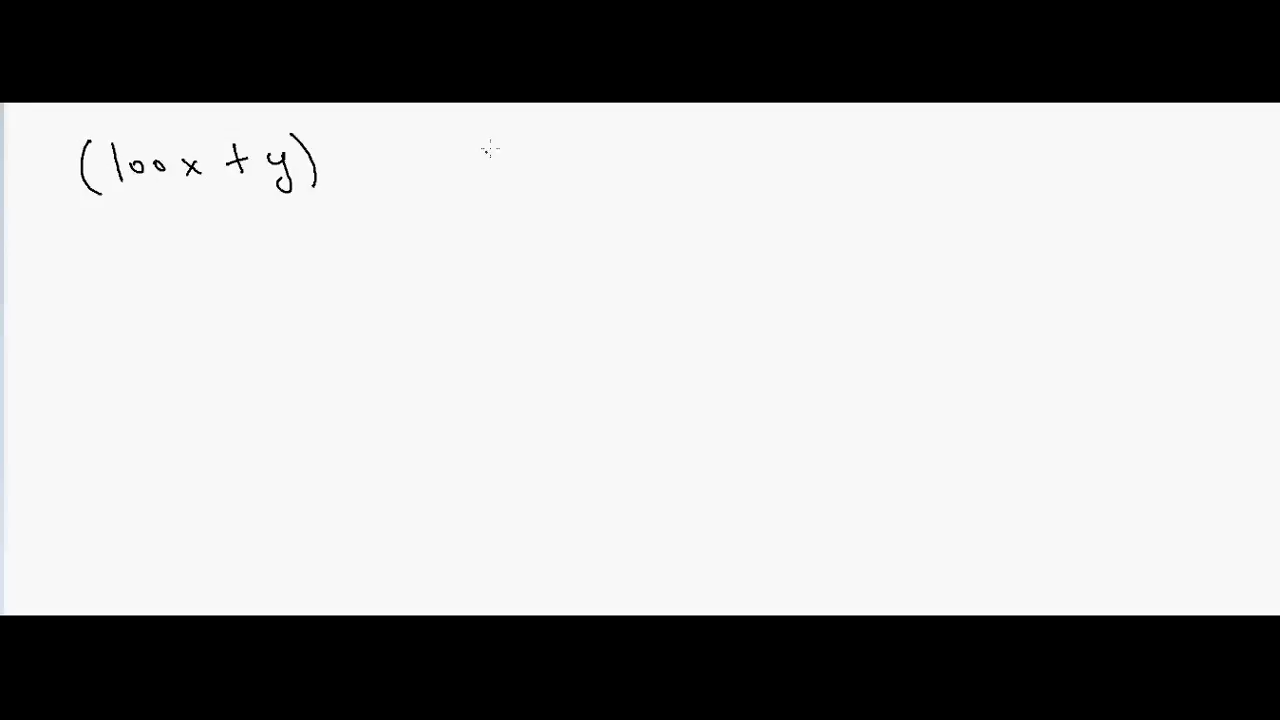 (100x + y)